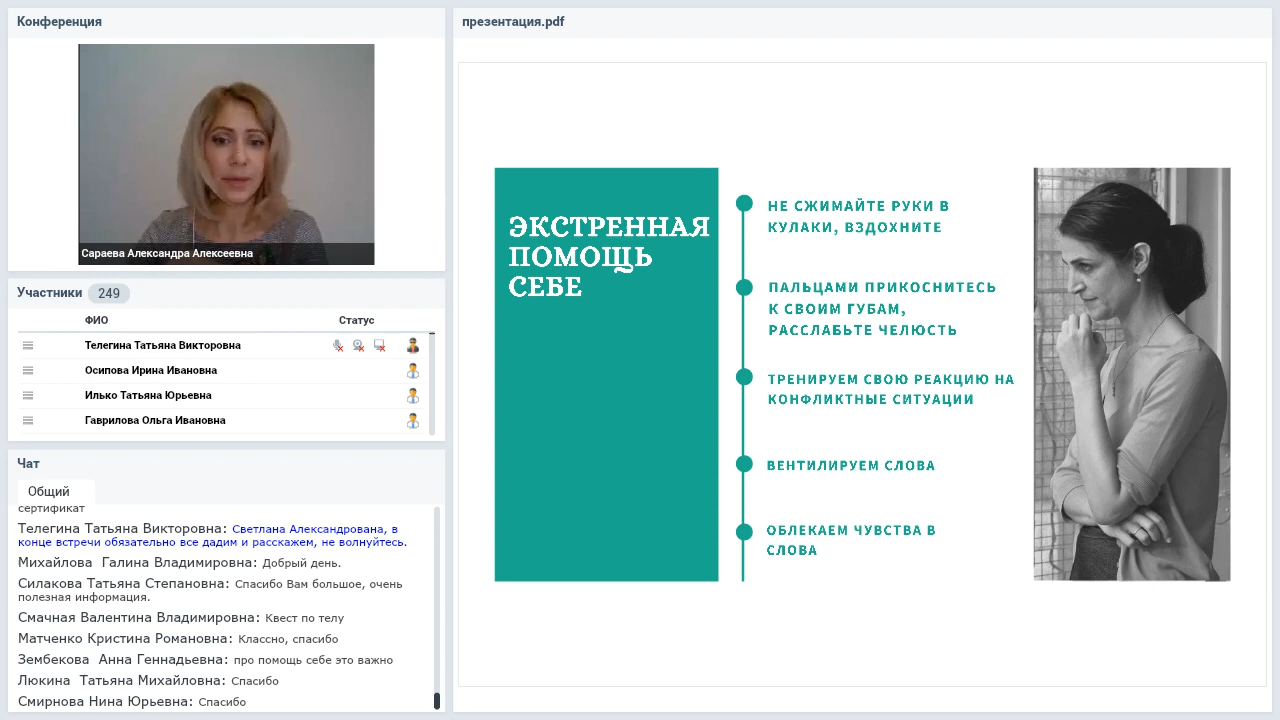 Конференция
Сараева Александра Алексеевна
Участники 249
ФИО Статус
Телегина Татьяна Викторовна
Осипова Ирина Ивановна
Илько Татьяна Юрьевна
Гаврилова Ольга Ивановна
Чат
Общий
сертификат
Телегина Татьяна Викторовна: Светлана Александрована, в
конце встречи обязательно все дадим и расскажем, не волнуйтесь.
Михайлова Галина Владимировна: Добрый день.
Силакова Татьяна Степановна: Спасибо Вам большое, очень
полезная информация.
Смачная Валентина Владимировна: Квест по телу
Матченко Кристина Романовна: Классно, спасибо
Зембекова Анна Геннадьевна: про помощь себе это важно
Люкина Татьяна Михайловна: Спасибо
Смирнова Нина Юрьевна: Спасибо
презентация.pdf
ЭКСТРЕННАЯ
ПОМОЩЬ
СЕБЕ
НЕ СЖИМАЙТЕ РУКИ В
КУЛАКИ, ВЗДОХНИТЕ
ПАЛЬЦАМИ ПРИКОСНИТЕСЬ
К СВОИМ ГУБАМ,
РАССЛАБЬТЕ ЧЕЛЮСТЬ
ТРЕНИРУЕМ СВОЮ РЕАКЦИЮ НА
КОНФЛИКТНЫЕ СИТУАЦИИ
ВЕНТИЛИРУЕМ СЛОВА
ОБЛЕКАЕМ ЧУВСТВА В
СЛОВА